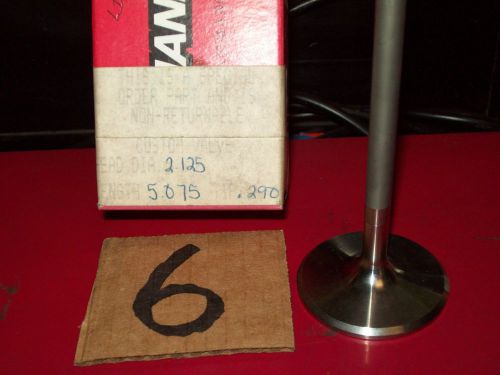 THIS IS A SPECIAL
ORDER PART AND IS
NON-RETURNABLE
CUSTOM VALVE
HEAD DIA 2.125
LENGTH 5.075 TIP .290
6